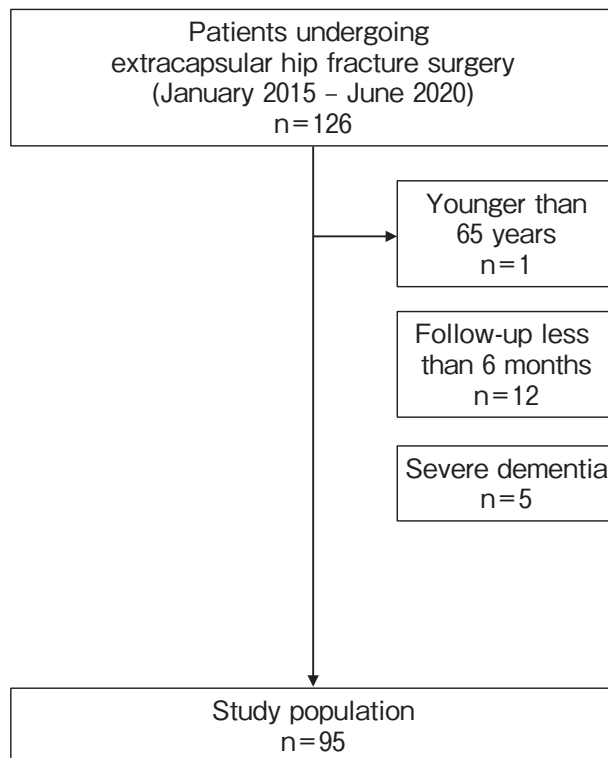 Patients undergoing
extracapsular hip fracture surgery
(January 2015 – June 2020)
n=126
Younger than
65 years
n=1
Follow-up less
than 6 months
n=12
Severe dementia
n=5
Study population
n=95